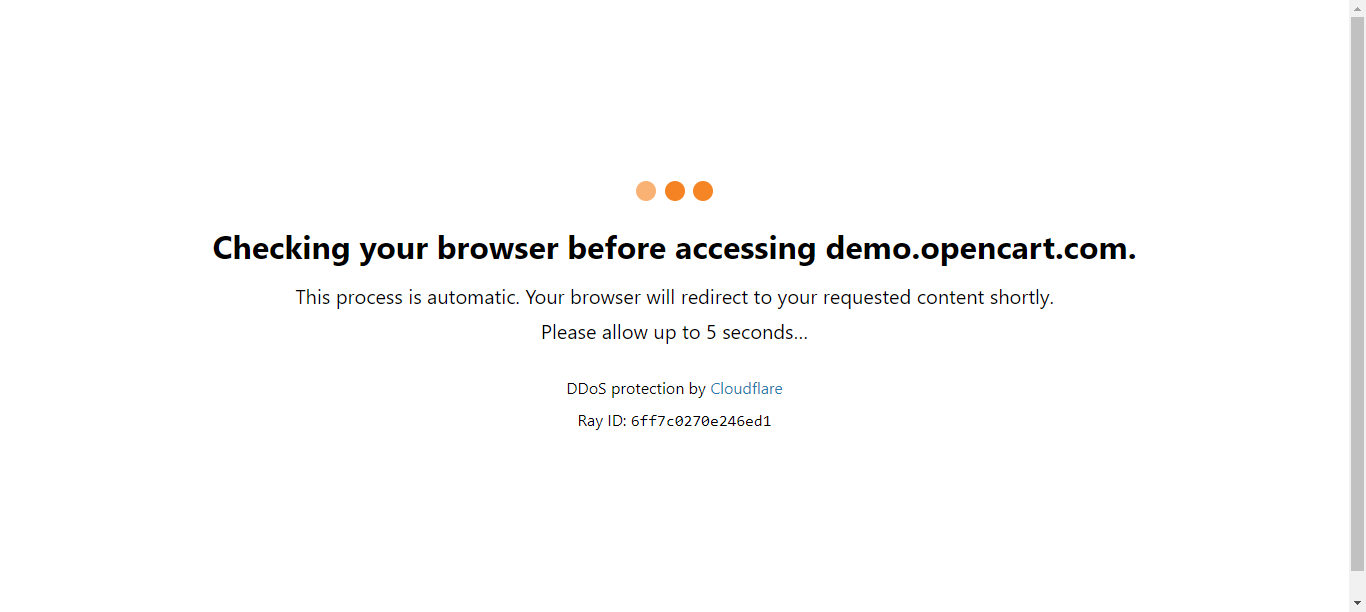 Checking your browser before accessing demo.opencart.com.
This process is automatic. Your browser will redirect to your requested content shortly.
Please allow up to 5 seconds...
DDoS protection by Cloudflare
Ray ID: 6ff7c0270e246ed1